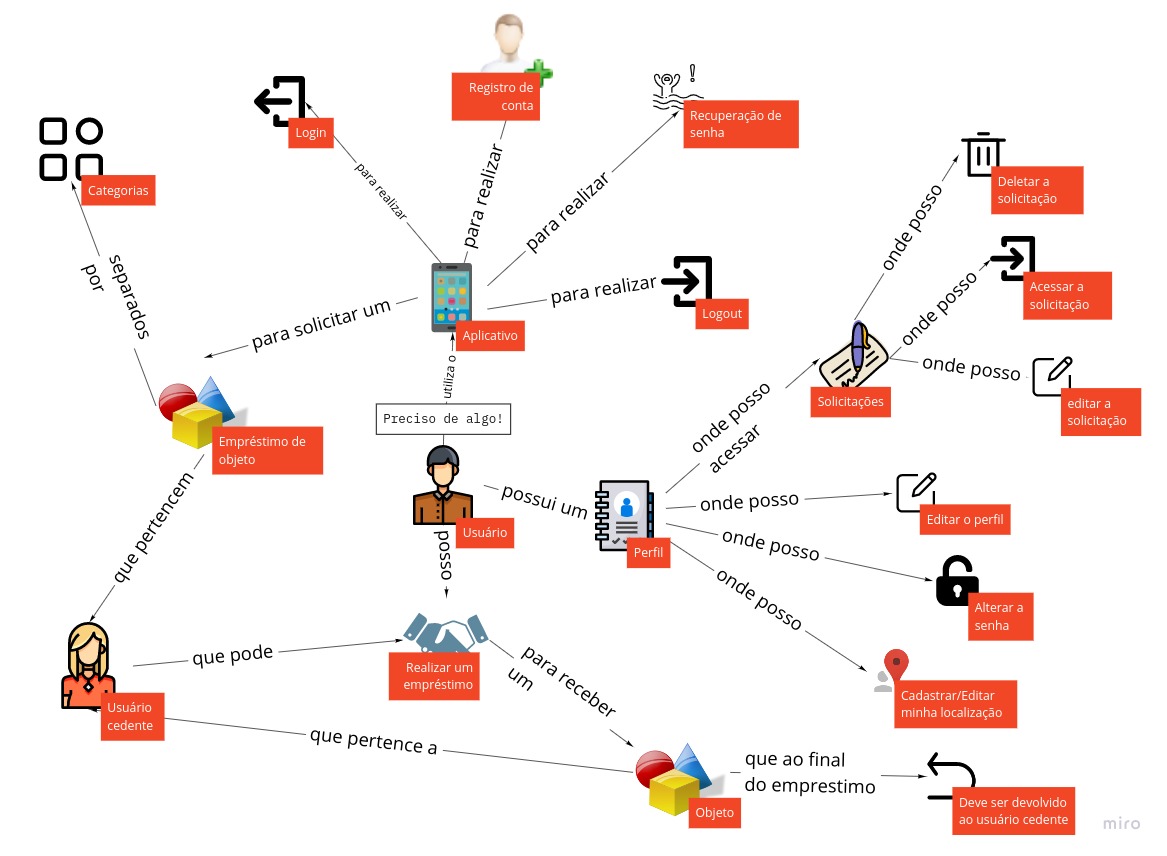 Registro de
conta
Login
Recuperação de
senha
Categorias
para realizar
para realizar
para realizar
para realizar
Deletar a
solicitação
onde posso
Acessar a
solicitação
onde posso
onde posso
editar a
solicitação
Logout
Aplicativo
para solicitar um
separados
por
utiliza o
Preciso de algo!
Solicitações
onde posso
acessar
Empréstimo de
objeto
que pertencem
Usuário
possui um
posso
Perfil
onde posso
Editar o perfil
onde posso
Alterar a
senha
onde posso
Cadastrar/Editar
minha localização
Usuário
cedente
que pode
Realizar um
empréstimo
para receber
um
que pertence a
Objeto
que ao final
do emprestimo
Deve ser devolvido
ao usuário cedente
miro